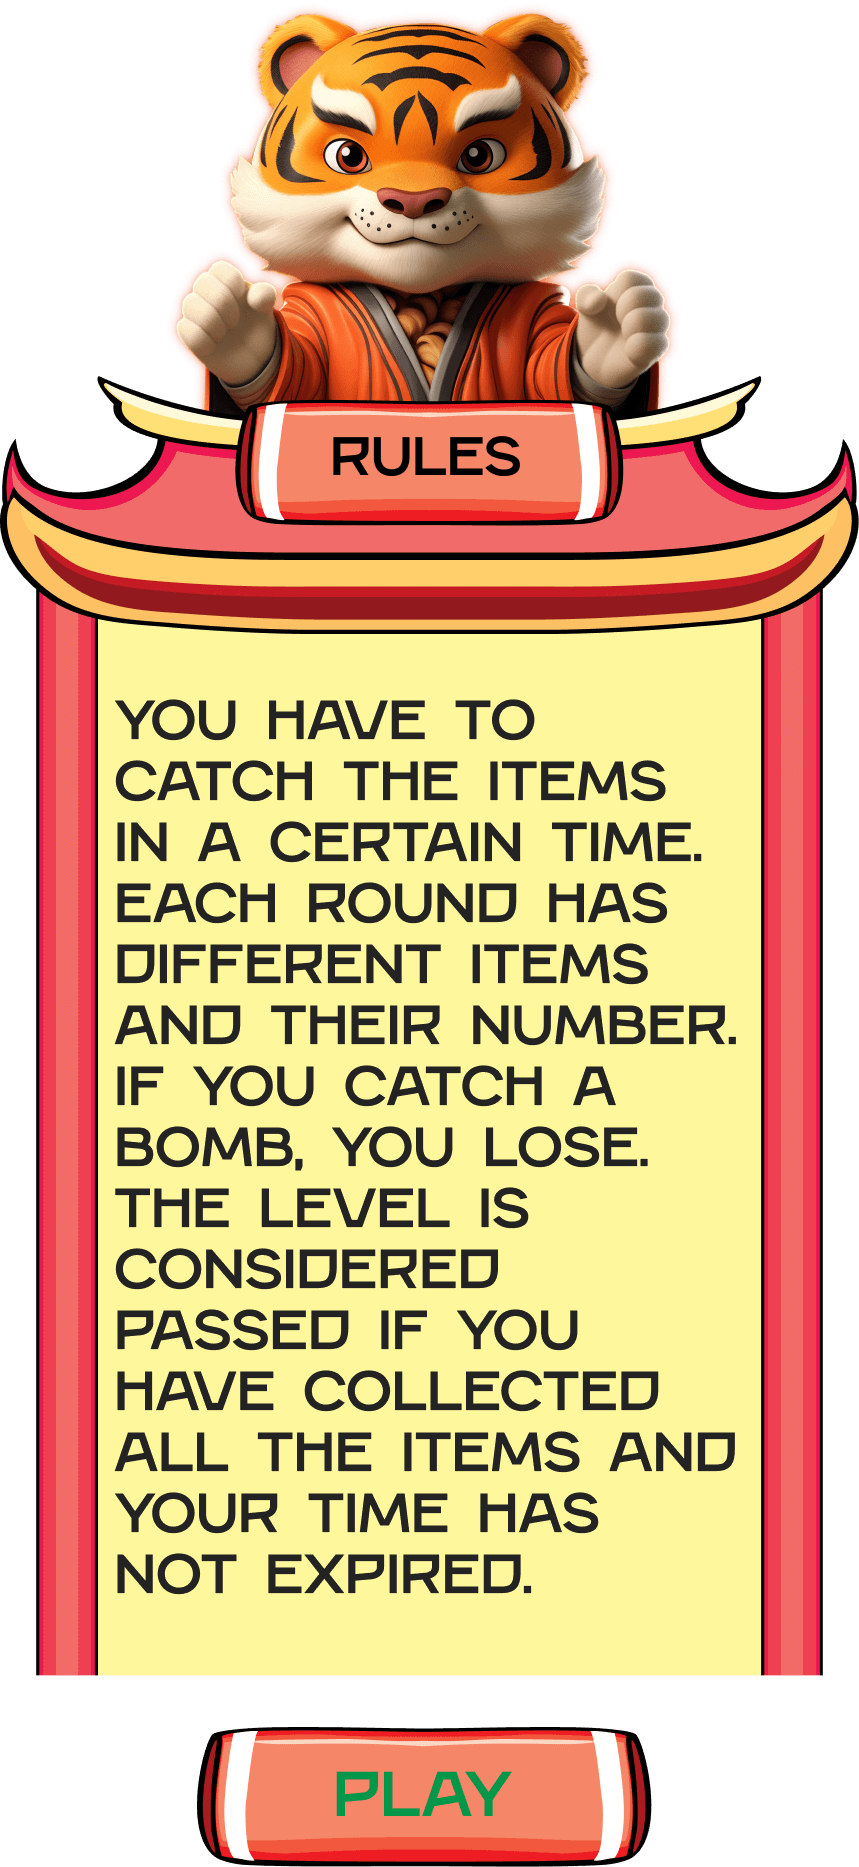 RULES
YOU HAVE TO
CATCH THE ITEMS
IN A CERTAIN TIME.
EACH ROUND HAS
DIFFERENT ITEMS
AND THEIR NUMBER.
IF YOU CATCH A
BOMB, YOU LOSE.
THE LEVEL IS
CONSIDERED
PASSED IF YOU
HAVE COLLECTED
ALL THE ITEMS AND
YOUR TIME HAS
NOT EXPIRED.
PLAY